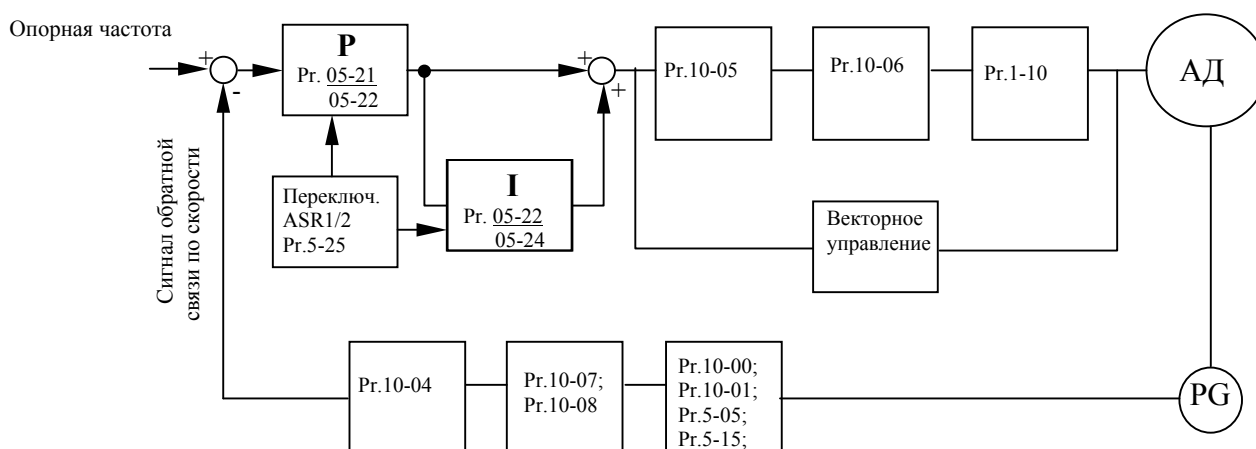 Опорная частота
+
-
P
Pr. 05-21
05-22
+
+
Pr.10-05
Pr.10-06
Pr.1-10
АД
Сигнал обратной
связи по скорости
Переключ.
ASR1/2
Pr.5-25
I
Pr. 05-22
05-24
Векторное
управление
Pr.10-04
Pr.10-07;
Pr.10-08
Pr.10-00;
Pr.10-01;
Pr.5-05;
Pr.5-15;
PG